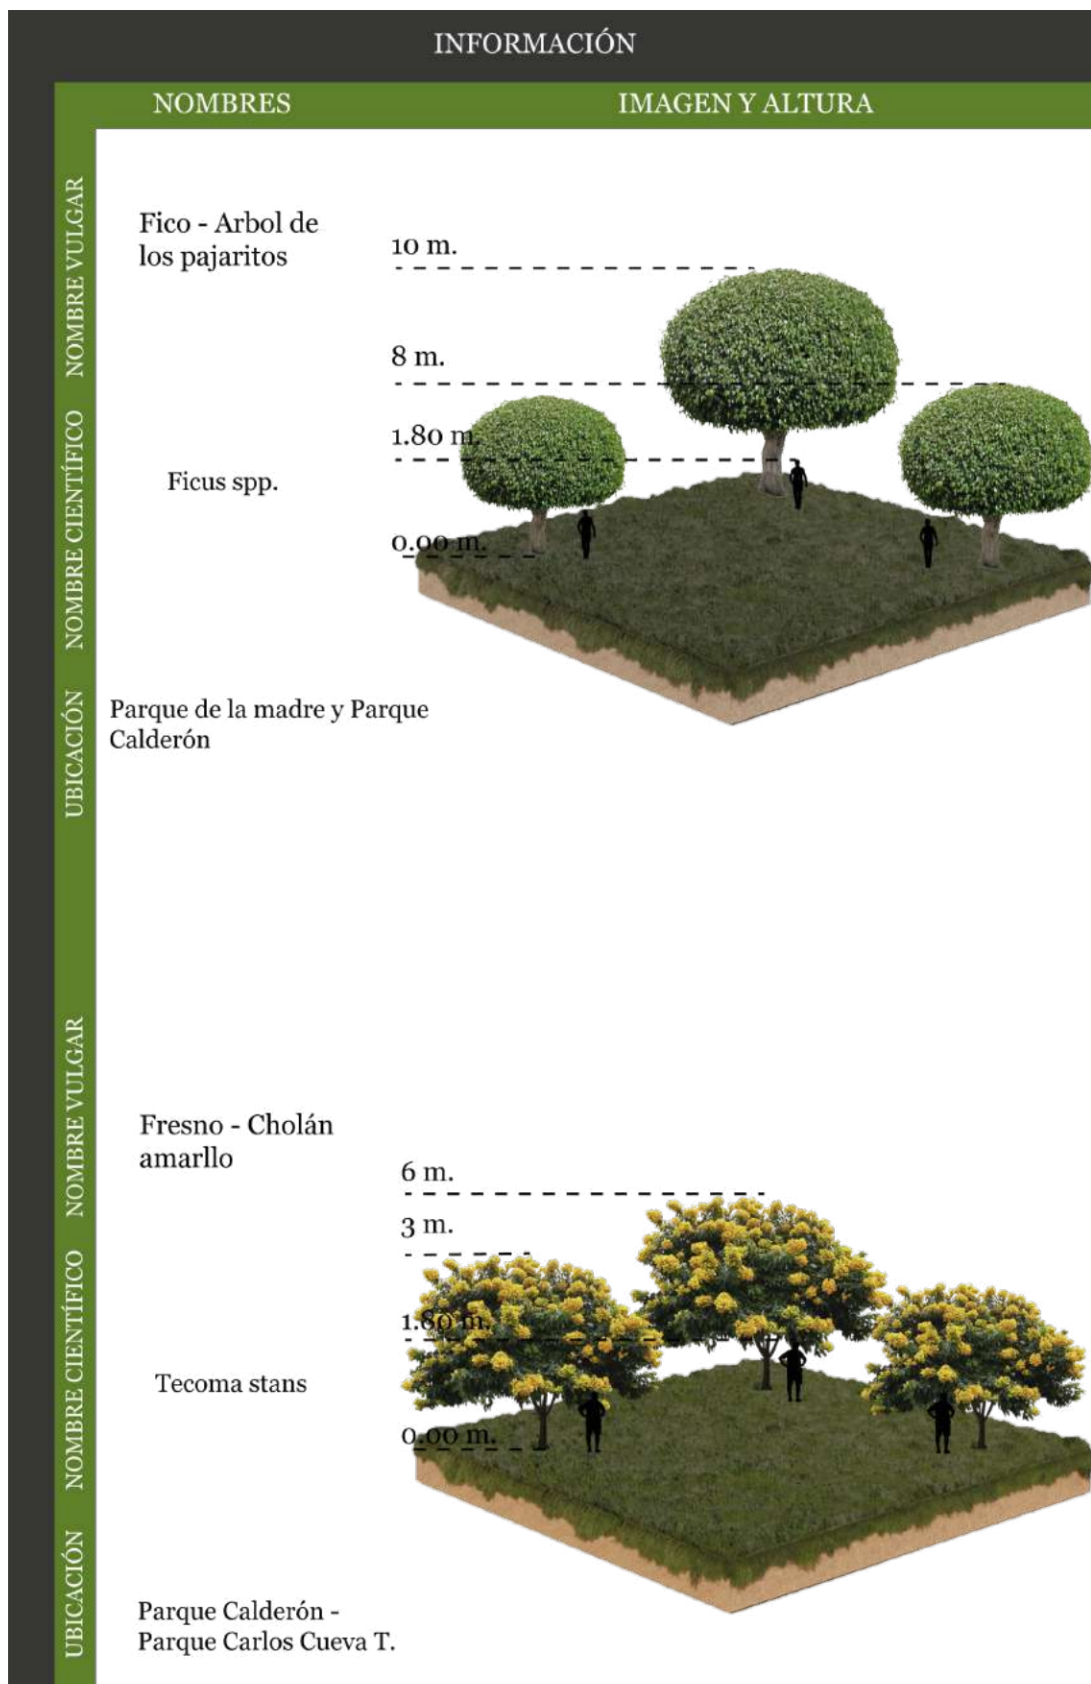 INFORMACIÓN
NOMBRES
IMAGEN Y ALTURA
NOMBRE VULGAR
Fico - Arbol de
los pajaritos
10 m.
8 m.
1.80 m.
NOMBRE CIENTÍFICO
Ficus spp.
0.00 m.
UBICACIÓN
Parque de la madre y Parque
Calderón
NOMBRE VULGAR
Fresno - Cholán
amarllo
6 m.
3 m.
1.80 m.
NOMBRE CIENTÍFICO
Tecoma stans
0.00 m.
UBICACIÓN
Parque Calderón -
Parque Carlos Cueva T.